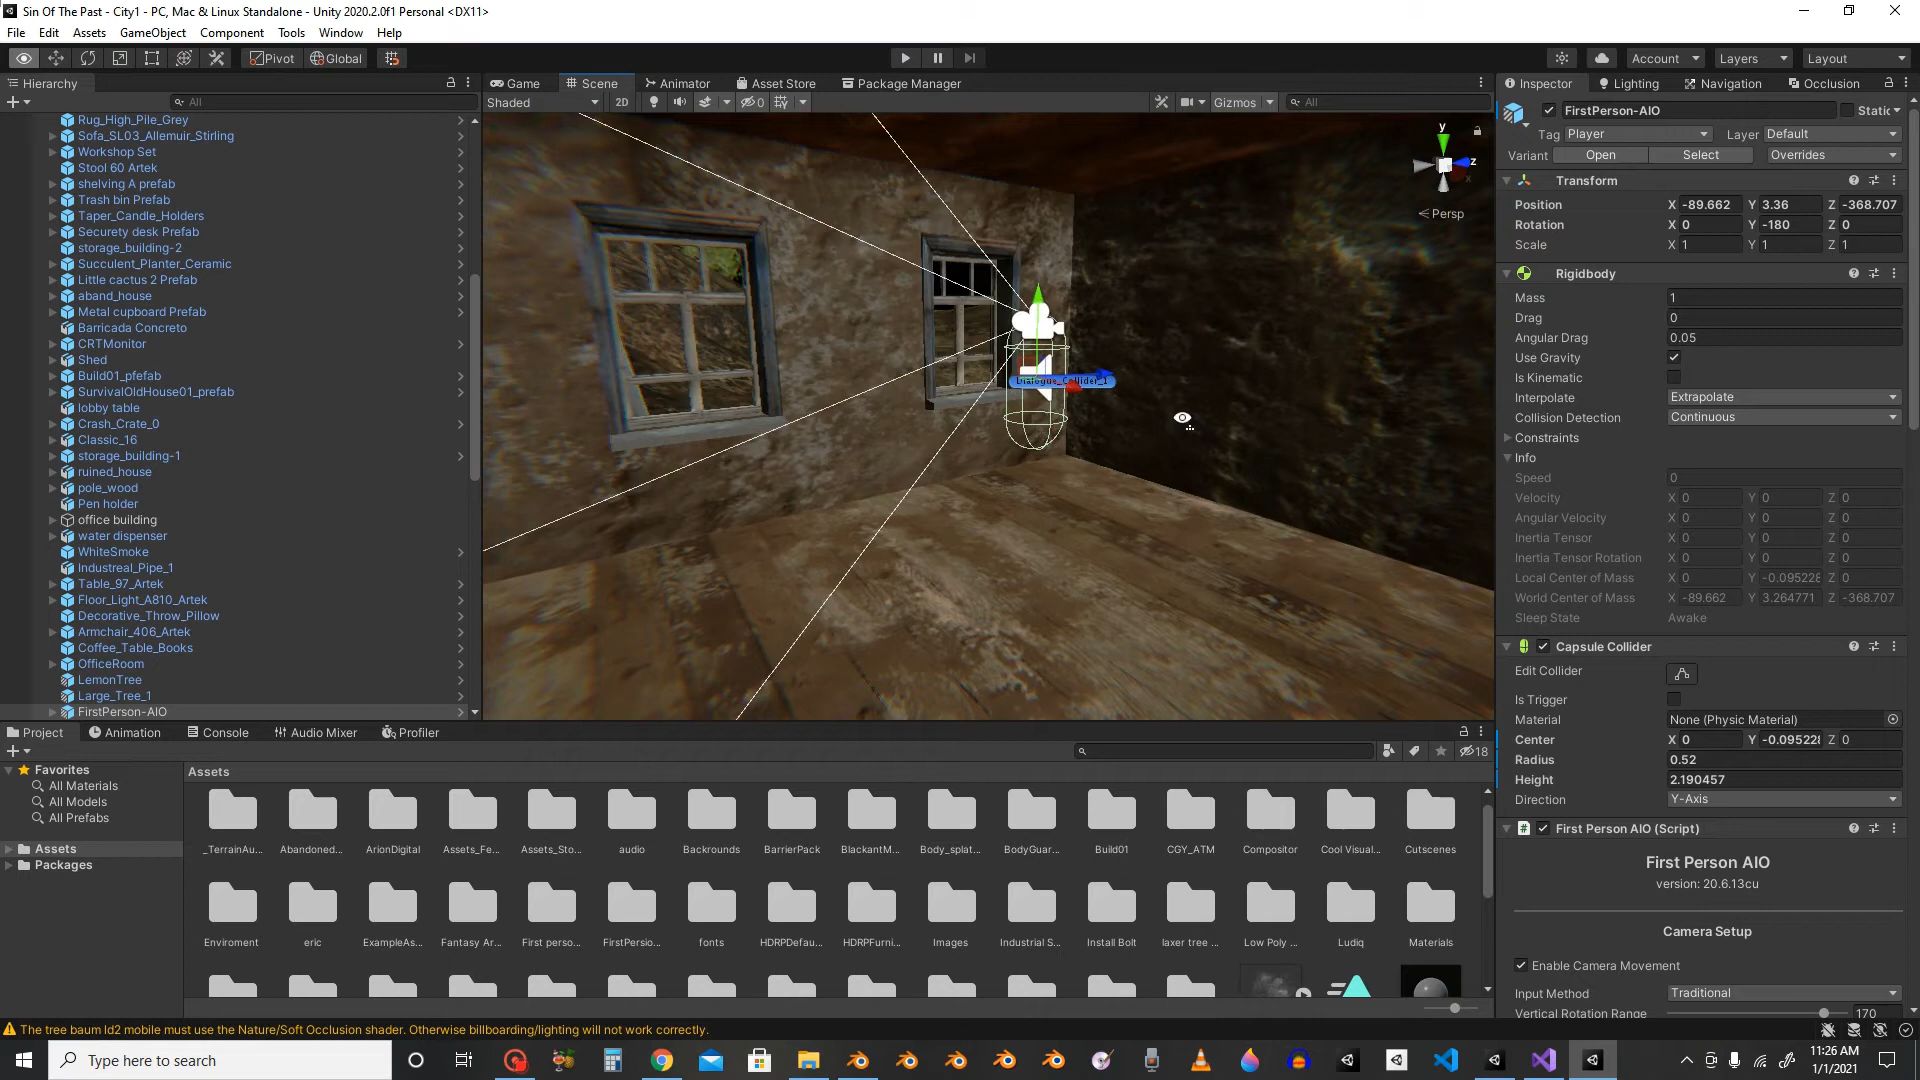 Sin Of The Past - City1 - PC, Mac & Linux Standalone - Unity 2020.2.0f1 Personal <DX11>
File Edit Assets GameObject Component Tools Window Help
Pivot Global Account Layers Layout
Hierarchy
All
Rug_High_Pile_Grey
Sofa_SL03_Allemuir_Stirling
Workshop Set
Stool 60 Artek
shelving A prefab
Trash bin Prefab
Taper_Candle_Holders
Securety desk Prefab
storage_building-2
Succulent_Planter_Ceramic
Little cactus 2 Prefab
aband_house
Metal cupboard Prefab
Barricada Concreto
CRTMonitor
Shed
Build01_pfefab
SurvivalOldHouse01_prefab
lobby table
Crash_Crate_0
Classic_16
storage_building-1
ruined_house
pole_wood
Pen holder
office building
water dispenser
WhiteSmoke
Industreal_Pipe_1
Table_97_Artek
Floor_Light_A810_Artek
Decorative_Throw_Pillow
Armchair_406_Artek
Coffee_Table_Books
OfficeRoom
LemonTree
Large_Tree_1
FirstPerson-AIO
Game Scene Animator Asset Store Package Manager
Shaded 2D 0 Gizmos All
y
z
x
Persp
Dialogue_Collider_1
Inspector Lighting Navigation Occlusion
FirstPerson-AIO Static
Tag Player Layer Default
Variant Open Select Overrides
Transform
Position X -89.662 Y 3.36 Z -368.707
Rotation X 0 Y -180 Z 0
Scale X 1 Y 1 Z 1
Rigidbody
Mass 1
Drag 0
Angular Drag 0.05
Use Gravity
Is Kinematic
Interpolate Extrapolate
Collision Detection Continuous
Constraints
Info
Speed 0
Velocity X 0 Y 0 Z 0
Angular Velocity X 0 Y 0 Z 0
Inertia Tensor X 0 Y 0 Z 0
Inertia Tensor Rotation X 0 Y 0 Z 0
Local Center of Mass X 0 Y -0.095228 Z 0
World Center of Mass X -89.662 Y 3.264771 Z -368.707
Sleep State Awake
Capsule Collider
Edit Collider
Is Trigger
Material None (Physic Material)
Center X 0 Y -0.095228 Z 0
Radius 0.52
Height 2.190457
Direction Y-Axis
First Person AIO (Script)
First Person AIO
version: 20.6.13cu
Camera Setup
Enable Camera Movement
Input Method Traditional
Vertical Rotation Range 170
Project Animation Console Audio Mixer Profiler
18
Favorites
All Materials
All Models
All Prefabs
Assets
Packages
Assets
_TerrainAu... Abandoned... ArionDigital Assets_Fe... Assets_Sto... audio Backrounds BarrierPack BlackantM... Body_splat... BodyGuar... Build01 CGY_ATM Compositor Cool Visual... Cutscenes
Enviroment eric ExampleAs... Fantasy Ar... First perso... FirstPersio... fonts HDRPDefau... HDRPFurni... Images Industrial S... Install Bolt laxer tree ... Low Poly ... Ludiq Materials
The tree baum ld2 mobile must use the Nature/Soft Occlusion shader. Otherwise billboarding/lighting will not work correctly.
Type here to search
11:26 AM
1/1/2021